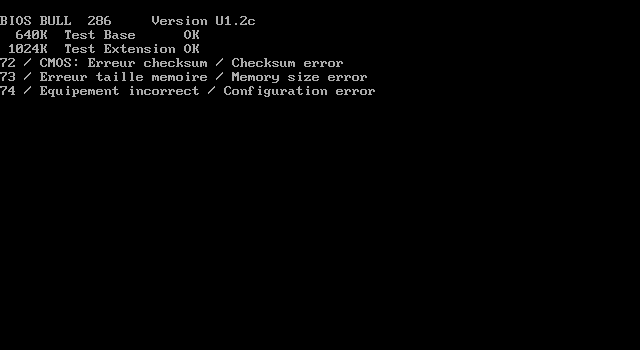 BIOS BULL  286     Version U1.2c
  640K  Test Base      OK
 1024K  Test Extension OK
72 / CMOS: Erreur checksum / Checksum error
73 / Erreur taille memoire / Memory size error
74 / Equipement incorrect / Configuration error